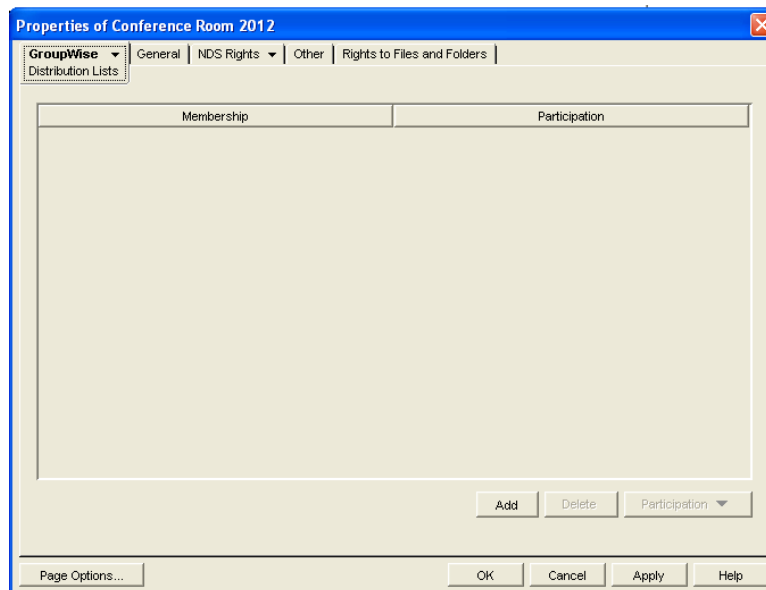 Properties of Conference Room 2012
GroupWise General NDS Rights Other Rights to Files and Folders
Distribution Lists
Membership Participation
Add Delete Participation
Page Options... OK Cancel Apply Help